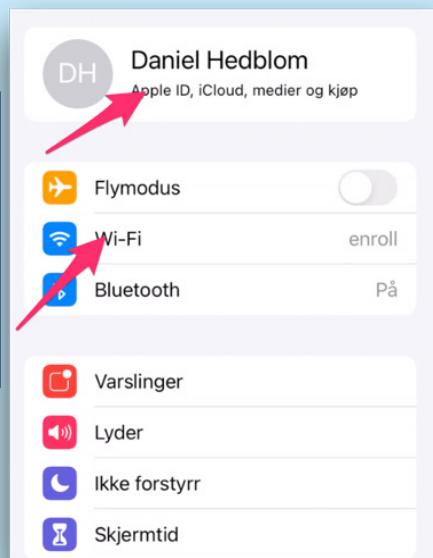 DH
Daniel Hedblom
Apple ID, iCloud, medier og kjøp
Flymodus
Wi-Fi enroll
Bluetooth På
Varslinger
Lyder
Ikke forstyrr
Skjermtid